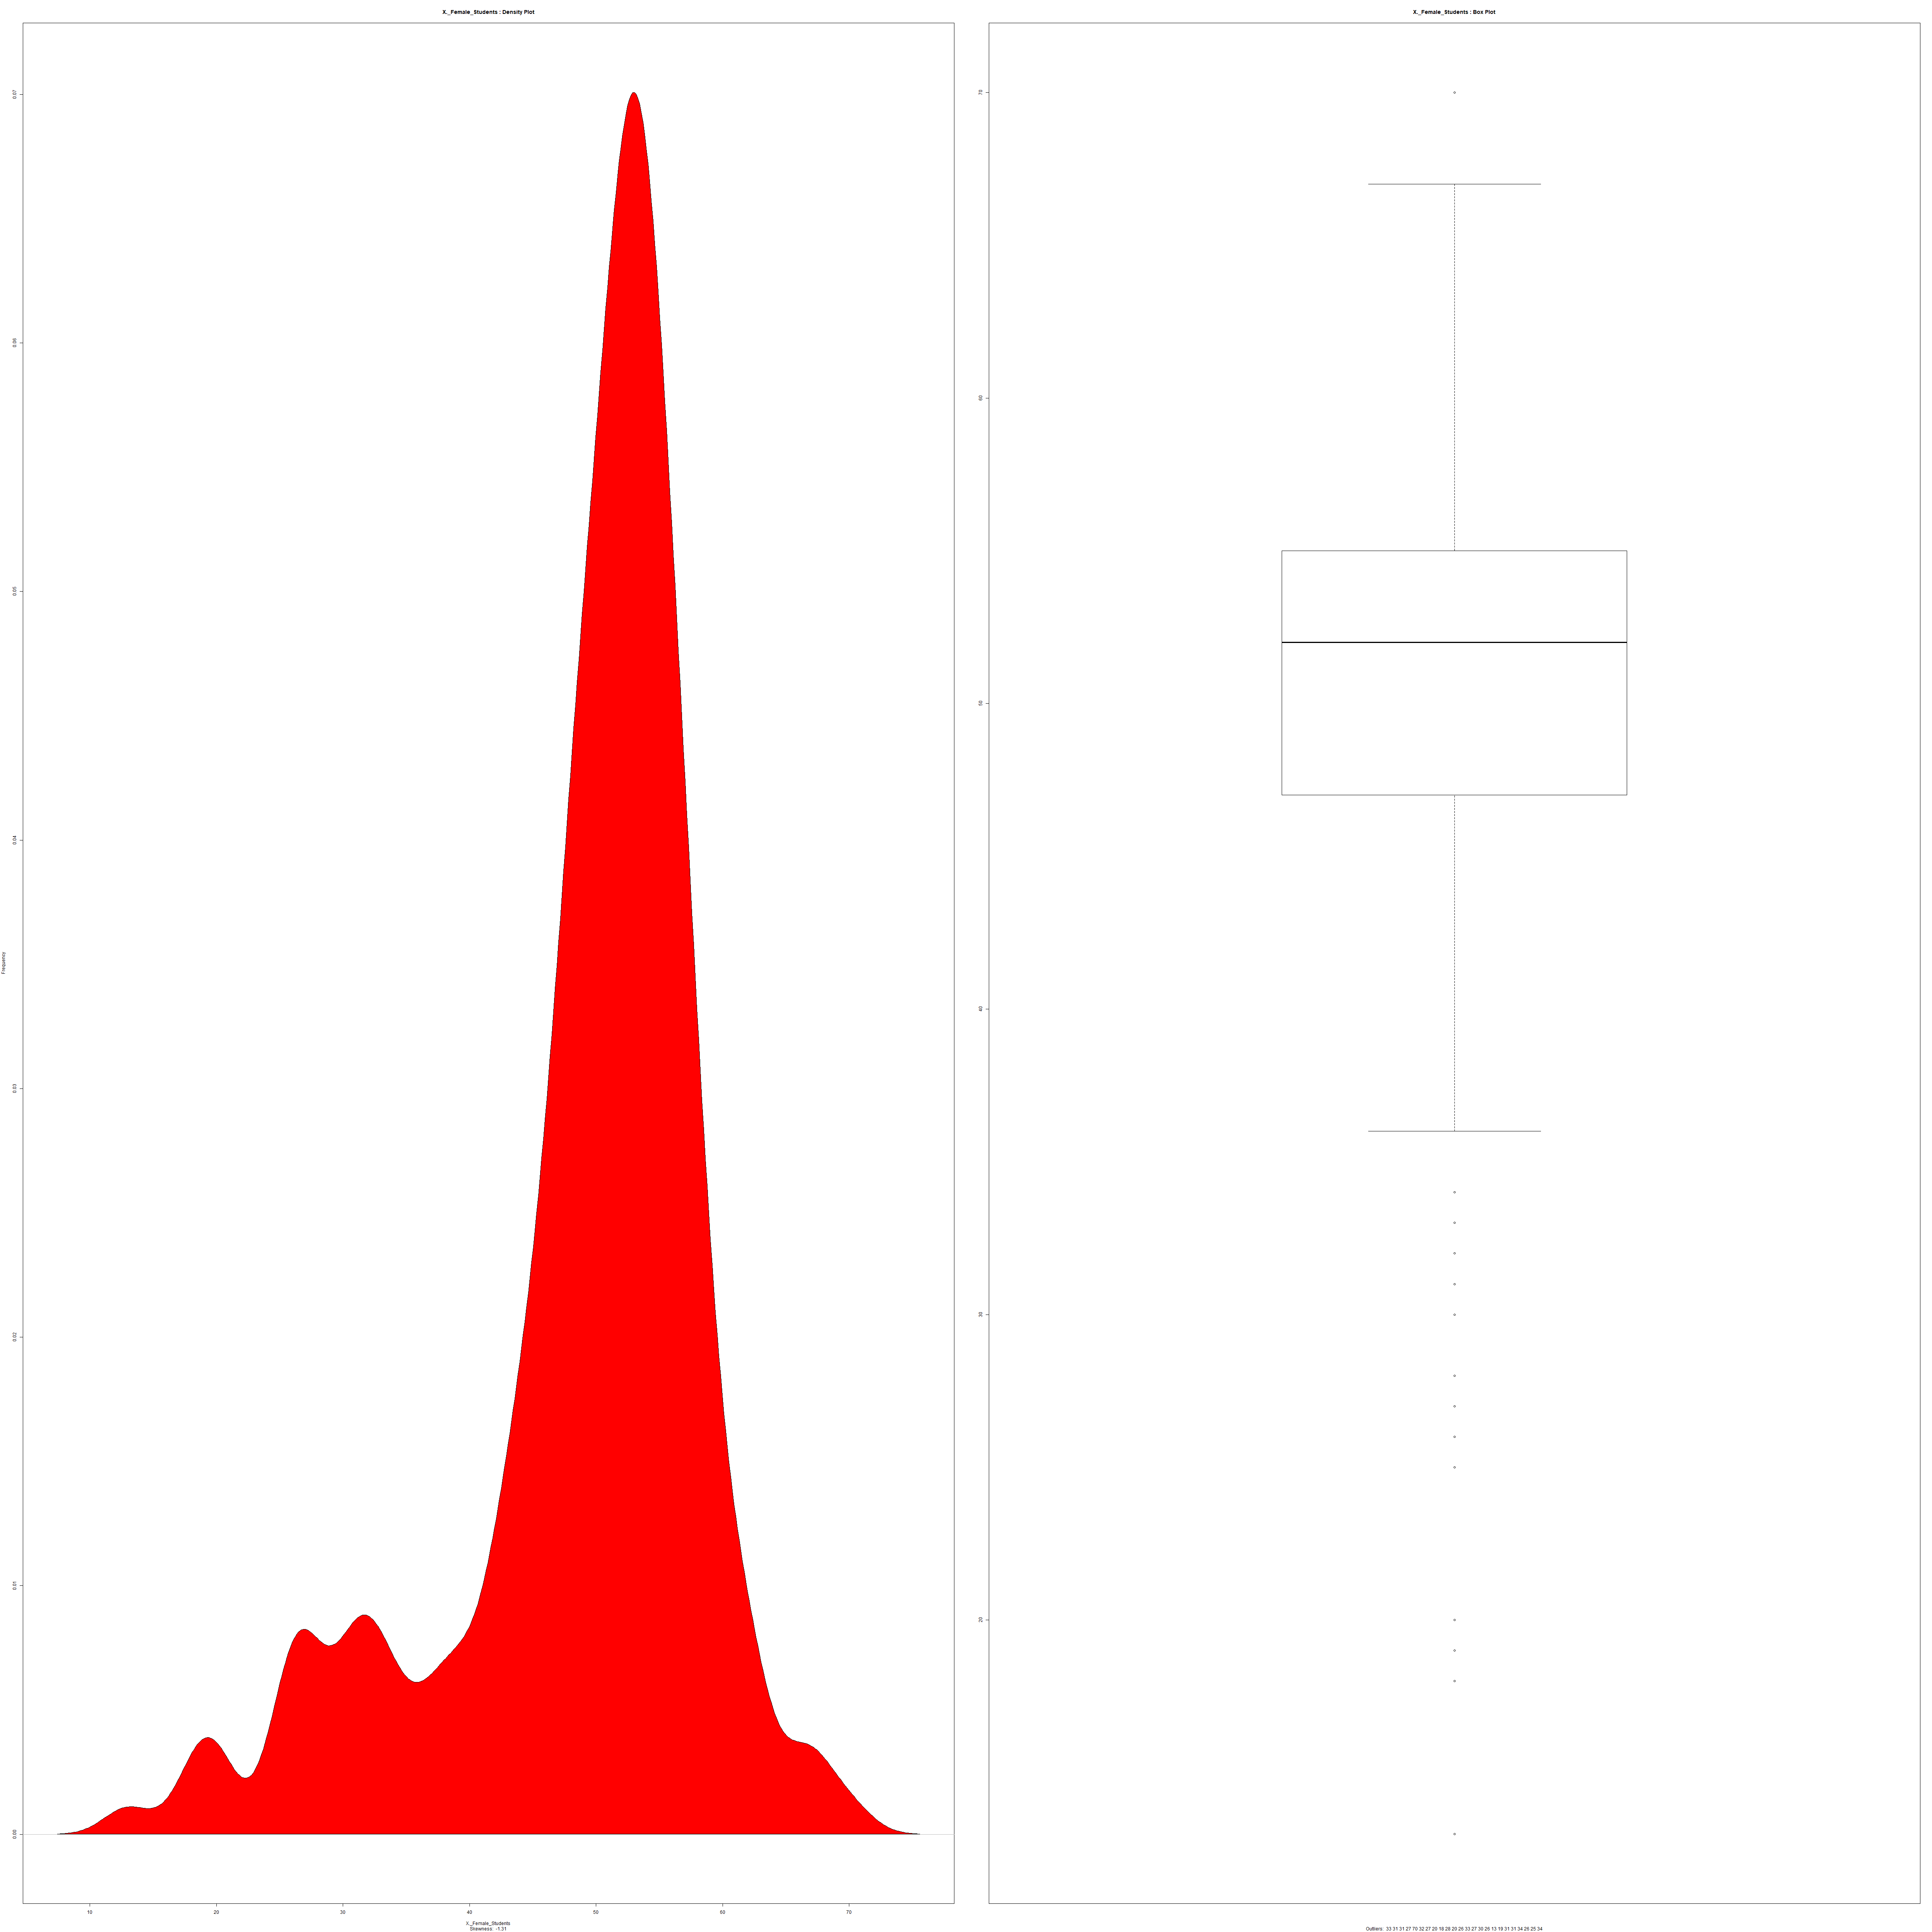 X._Female_Students : Density Plot
0.07
0.06
0.05
0.04
0.03
0.02
0.01
0.00
Frequency
10 20 30 40 50 60 70
X._Female_Students
Skewness: -1.31
X._Female_Students : Box Plot
70
60
50
40
30
20
Outliers: 33 31 31 27 70 32 27 20 18 28 20 26 33 27 30 26 13 19 31 31 34 26 25 34